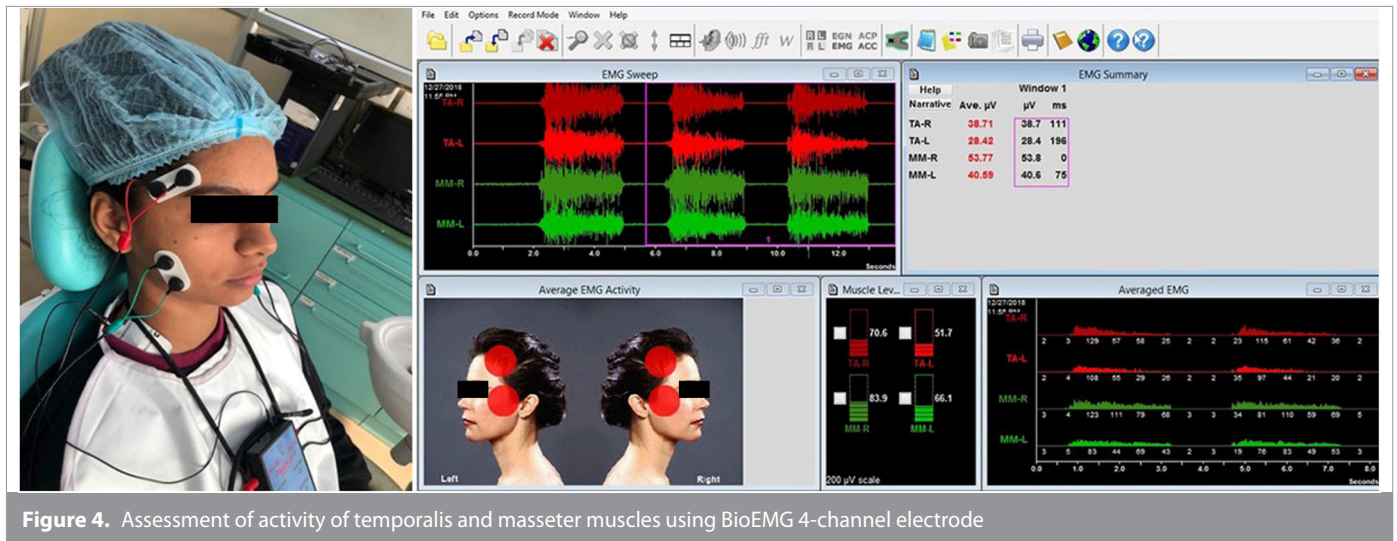 File Edit Options Record Mode Window Help
fft W R L R L EGN EMG ACP ACC
EMG Sweep
12/27/2018
TA-R
TA-L
MM-R
MM-L
1
0.0 2.0 4.0 6.0 8.0 10.0 12.0
Seconds
EMG Summary
Help Window 1
Narrative Ave. µV µV ms
TA-R 38.71 38.7 111
TA-L 28.42 28.4 196
MM-R 53.77 53.8 0
MM-L 40.59 40.6 75
Average EMG Activity
Left Right
Muscle Lev...
70.6 51.7
TA-R TA-L
83.9 66.1
MM-R MM-L
200 µV scale
Averaged EMG
12/27/2018
TA-R
2 3 129 57 58 25 2 23 115 61 42 36 2
TA-L
2 4 108 55 29 26 2 2 35 97 44 21 20 2
MM-R
3 4 123 111 79 68 3 2 34 81 110 59 69 5
MM-L
3 5 83 44 69 43 2 3 19 76 83 49 53 3
0.0 1.0 2.0 3.0 4.0 5.0 6.0 7.0 8.0
Seconds
Figure 4. Assessment of activity of temporalis and masseter muscles using BioEMG 4-channel electrode